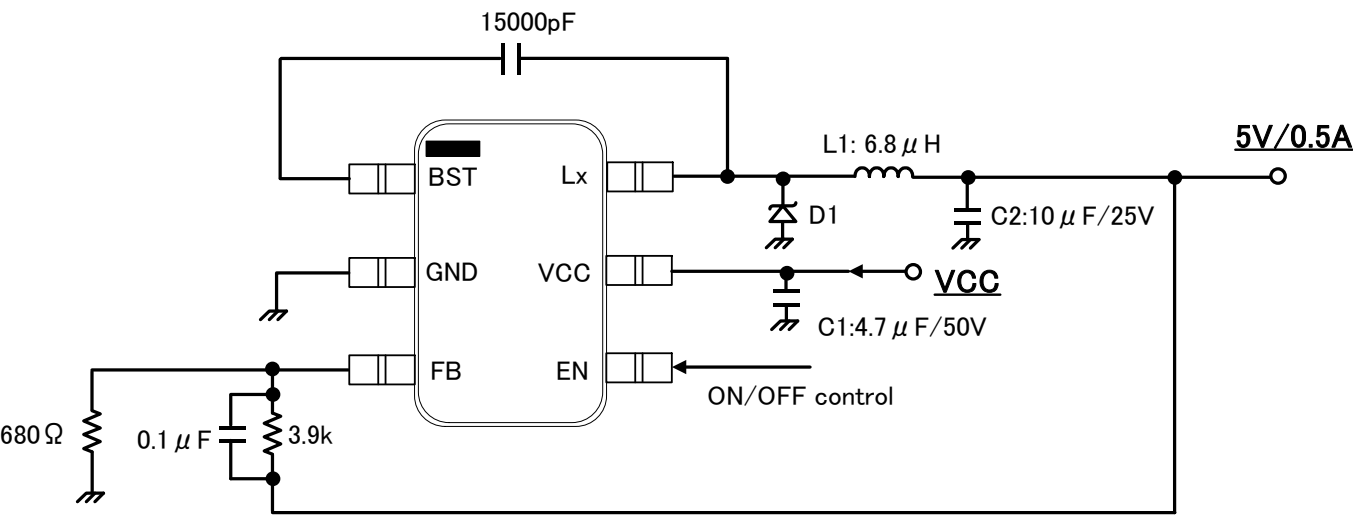 15000pF
L1: 6.8μH
5V/0.5A
BST
Lx
D1
C2:10μF/25V
GND
VCC
VCC
C1:4.7μF/50V
FB
EN
ON/OFF control
680Ω
0.1μF
3.9k